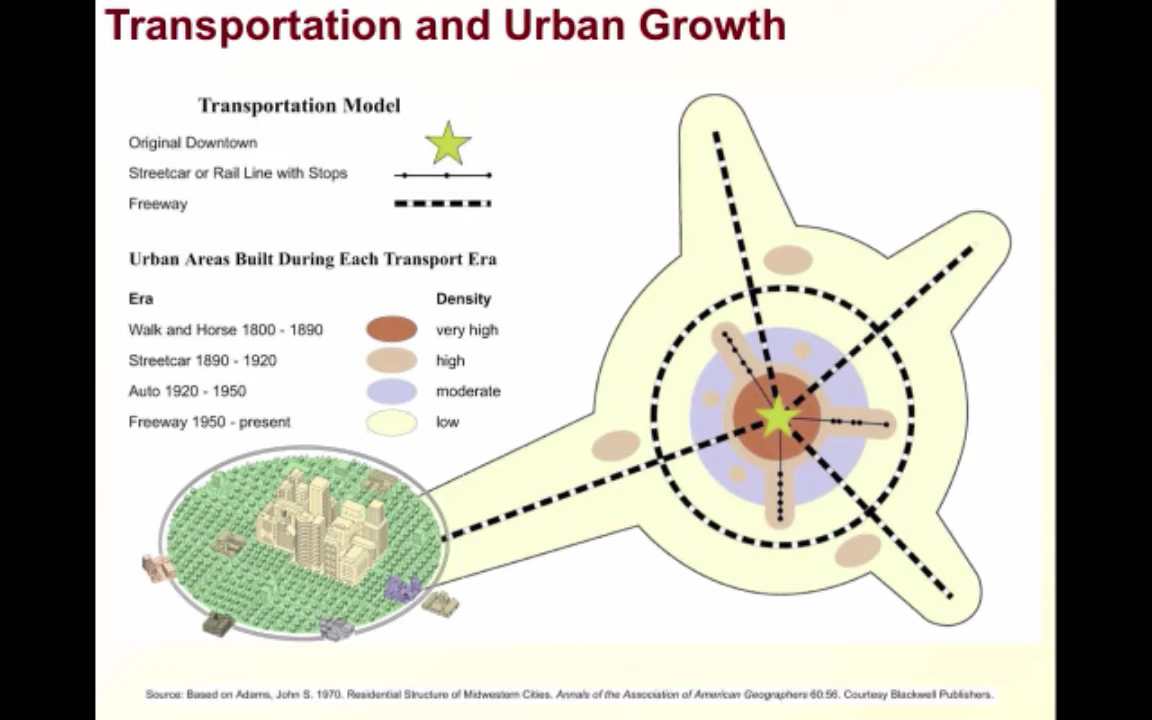 Transportation and Urban Growth
Transportation Model
Original Downtown
Streetcar or Rail Line with Stops
Freeway
Urban Areas Built During Each Transport Era
Era Density
Walk and Horse 1800 - 1890 very high
Streetcar 1890 - 1920 high
Auto 1920 - 1950 moderate
Freeway 1950 - present low
Source: Based on Adams, John S. 1970. Residential Structure of Midwestern Cities. Annals of the Association of American Geographers 60:56. Courtesy Blackwell Publishers.